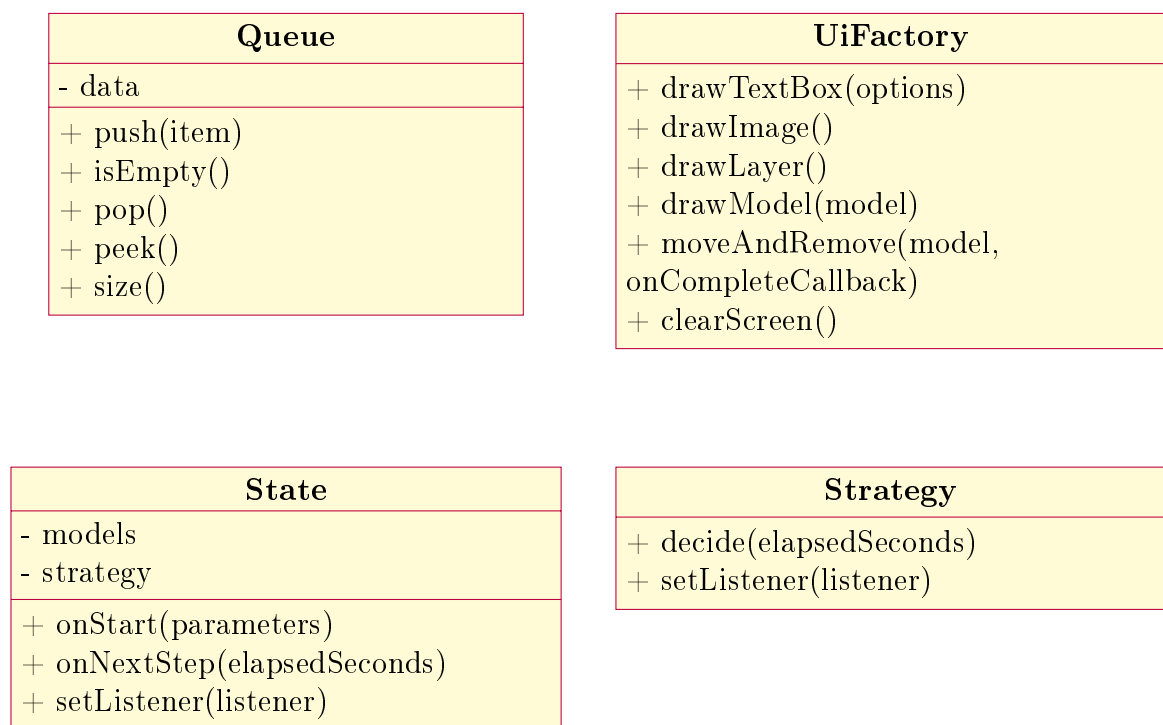 Queue
- data
+ push(item)
+ isEmpty()
+ pop()
+ peek()
+ size()
UiFactory
+ drawTextBox(options)
+ drawImage()
+ drawLayer()
+ drawModel(model)
+ moveAndRemove(model,
onCompleteCallback)
+ clearScreen()
State
- models
- strategy
+ onStart(parameters)
+ onNextStep(elapsedSeconds)
+ setListener(listener)
Strategy
+ decide(elapsedSeconds)
+ setListener(listener)